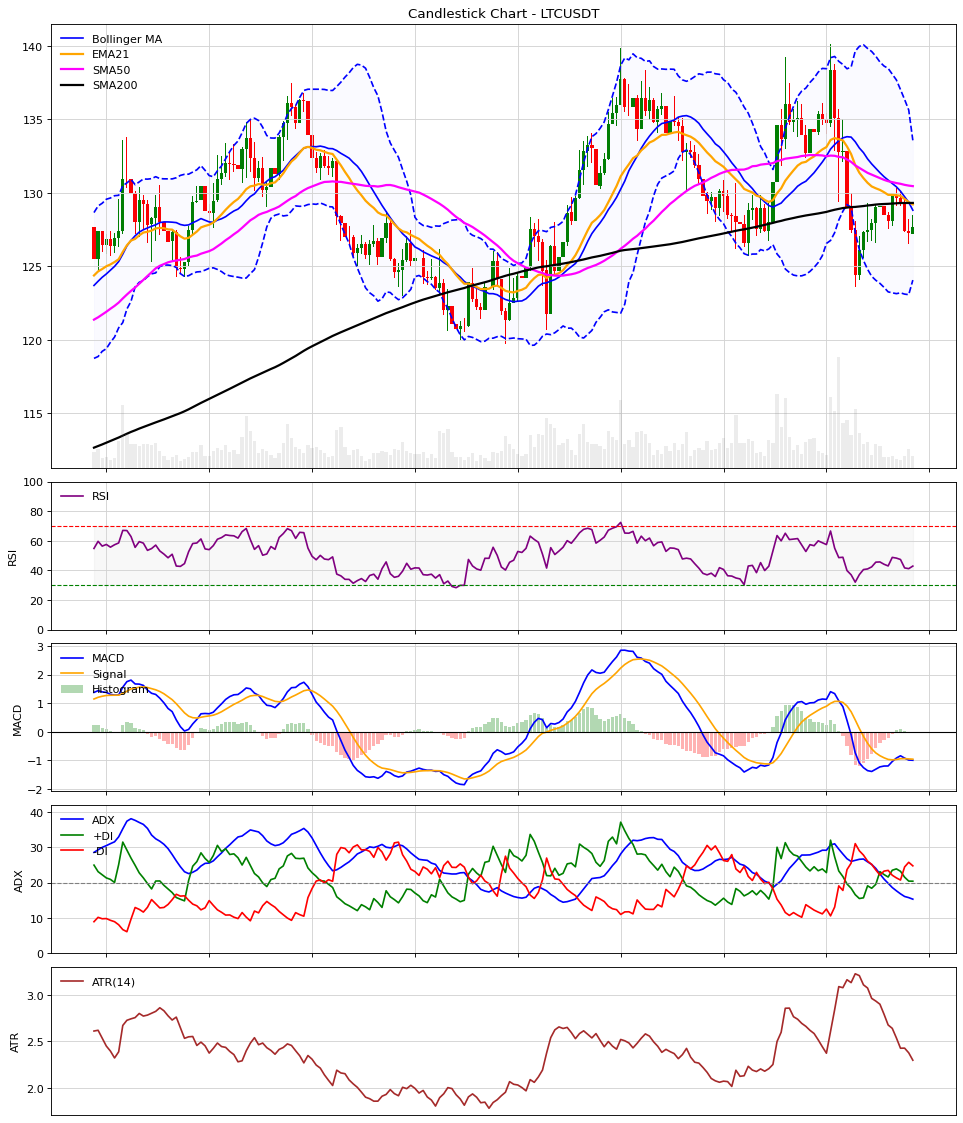 Candlestick Chart - LTCUSDT
Bollinger MA
EMA21
SMA50
SMA200
140
135
130
125
120
115
RSI
100
80
60
40
20
0
RSI
MACD
Signal
Histogram
3
2
1
0
−1
−2
MACD
ADX
+DI
-DI
40
30
20
10
0
ADX
ATR(14)
3.0
2.5
2.0
ATR